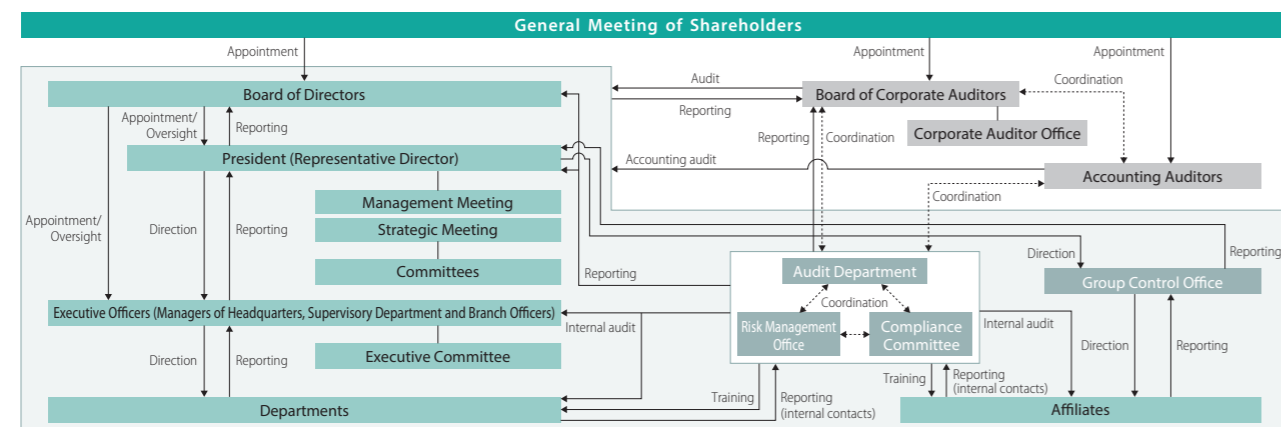 General Meeting of Shareholders
Appointment
Appointment
Appointment
Board of Directors
Audit
Reporting
Board of Corporate Auditors
Coordination
Appointment/
Oversight
Reporting
Reporting
Coordination
Corporate Auditor Office
President (Representative Director)
Accounting audit
Accounting Auditors
Management Meeting
Coordination
Appointment/
Oversight
Direction
Reporting
Strategic Meeting
Committees
Reporting
Audit Department
Direction
Reporting
Group Control Office
Coordination
Executive Officers (Managers of Headquarters, Supervisory Department and Branch Officers)
Internal audit
Risk Management
Office
Compliance
Committee
Internal audit
Executive Committee
Direction
Reporting
Direction
Reporting
Training
Reporting
(internal contacts)
Training
Reporting
(internal contacts)
Departments
Affiliates